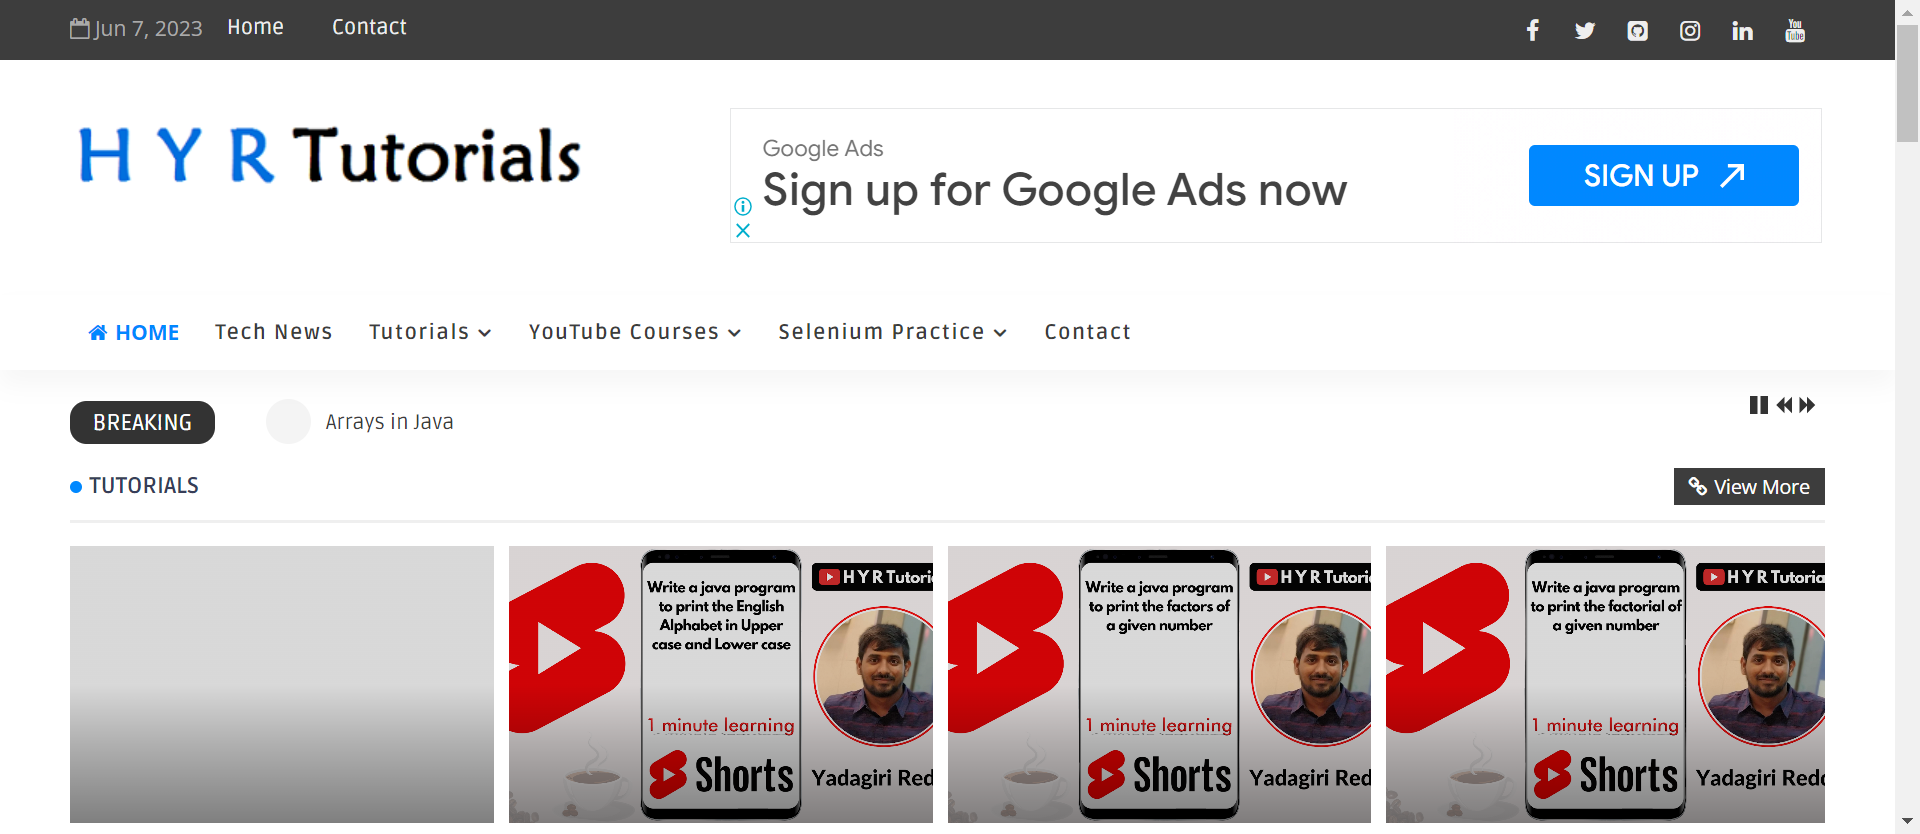 Jun 7, 2023 Home Contact
You
Tube
H Y R Tutorials
Google Ads
Sign up for Google Ads now
SIGN UP
HOME Tech News Tutorials YouTube Courses Selenium Practice Contact
BREAKING Arrays in Java
TUTORIALS
View More
Write a java program
to print the English
Alphabet in Upper
case and Lower case
1 minute learning
Shorts
H Y R Tutori
Yadagiri Red
Write a java program
to print the factors of
a given number
1 minute learning
Shorts
H Y R Tutori
Yadagiri Redd
Write a java program
to print the factorial of
a given number
1 minute learning
Shorts
H Y R Tutoria
Yadagiri Redd